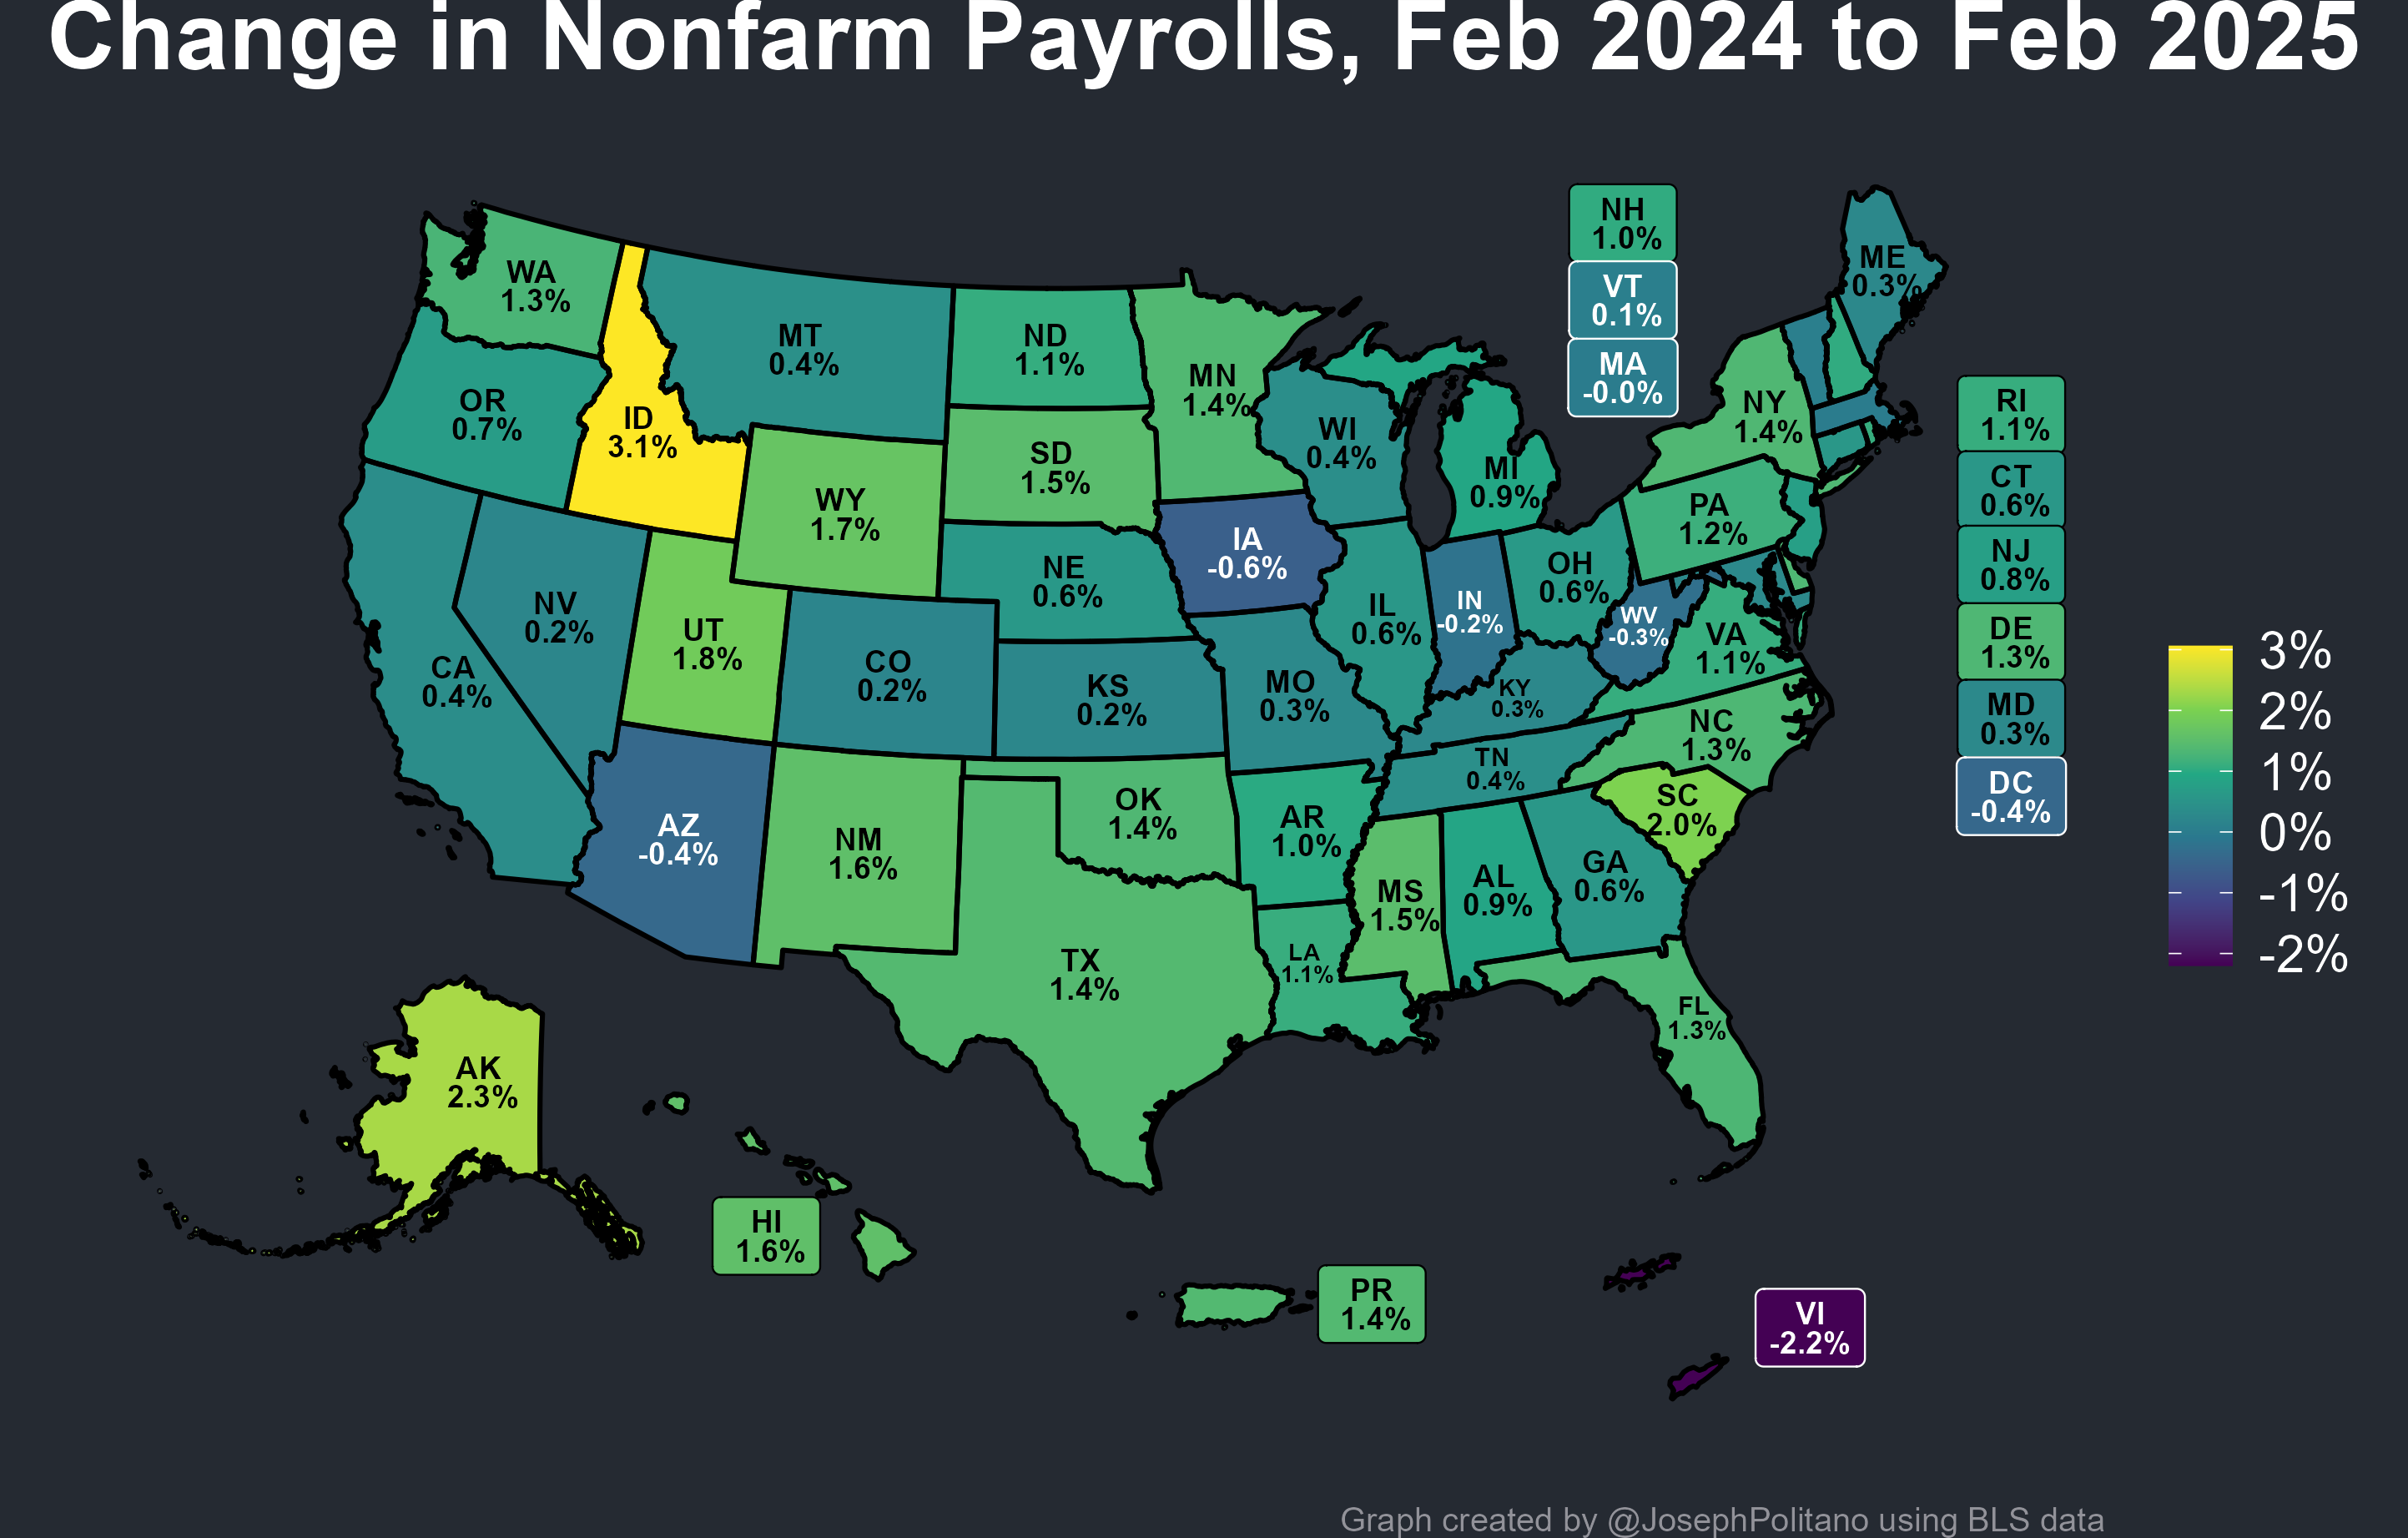 Change in Nonfarm Payrolls, Feb 2024 to Feb 2025
NH
1.0%
VT
0.1%
MA
-0.0%
ME
0.3%
WA
1.3%
MT
0.4%
ND
1.1%
MN
1.4%
OR
0.7%
ID
3.1%
WI
0.4%
MI
0.9%
NY
1.4%
RI
1.1%
SD
1.5%
WY
1.7%
PA
1.2%
CT
0.6%
IA
-0.6%
NE
0.6%
OH
0.6%
NJ
0.8%
NV
0.2%
UT
1.8%
IL
0.6%
IN
-0.2%
WV
-0.3%
VA
1.1%
DE
1.3%
CA
0.4%
CO
0.2%
KS
0.2%
MO
0.3%
KY
0.3%
NC
1.3%
MD
0.3%
TN
0.4%
DC
-0.4%
AZ
-0.4%
NM
1.6%
OK
1.4%
AR
1.0%
SC
2.0%
MS
1.5%
AL
0.9%
GA
0.6%
TX
1.4%
LA
1.1%
FL
1.3%
3%
2%
1%
0%
-1%
-2%
AK
2.3%
HI
1.6%
PR
1.4%
VI
-2.2%
Graph created by @JosephPolitano using BLS data